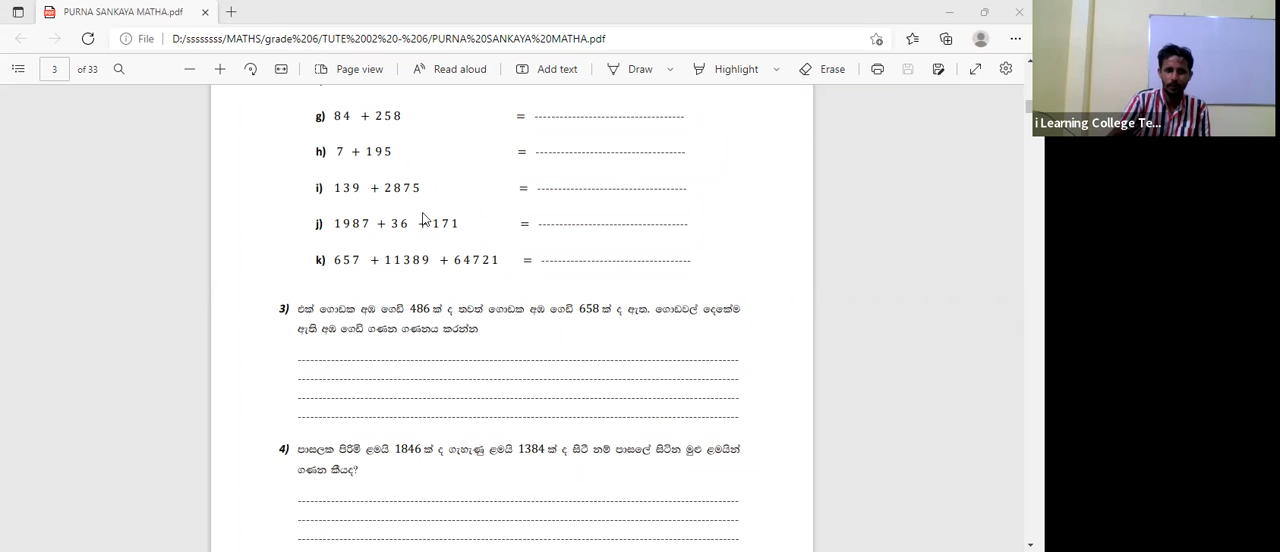 PURNA SANKAYA MATHA.pdf
File D:/ssssssss/MATHS/grade%206/TUTE%2002%20-%206/PURNA%20SANKAYA%20MATHA.pdf
3 of 33 Page view Read aloud Add text Draw Highlight Erase
i Learning College Te...
g) 84 + 258 = -----------------------------------
h) 7 + 195 = -----------------------------------
i) 139 + 2875 = -----------------------------------
j) 1987 + 36 + 171 = -----------------------------------
k) 657 + 11389 + 64721 = -----------------------------------
3) එක් ගොඩක අඹ ගෙඩි 486 ක් ද තවත් ගොඩක අඹ ගෙඩි 658 ක් ද ඇත. ගොඩවල් දෙකේම
ඇති අඹ ගෙඩි ගණන ගණනය කරන්න
4) පාසලක පිරිමි ළමයි 1846 ක් ද ගැහැණු ළමයි 1384 ක් ද සිටී නම් පාසලේ සිටින මුළු ළමයින්
ගණන කීයද?